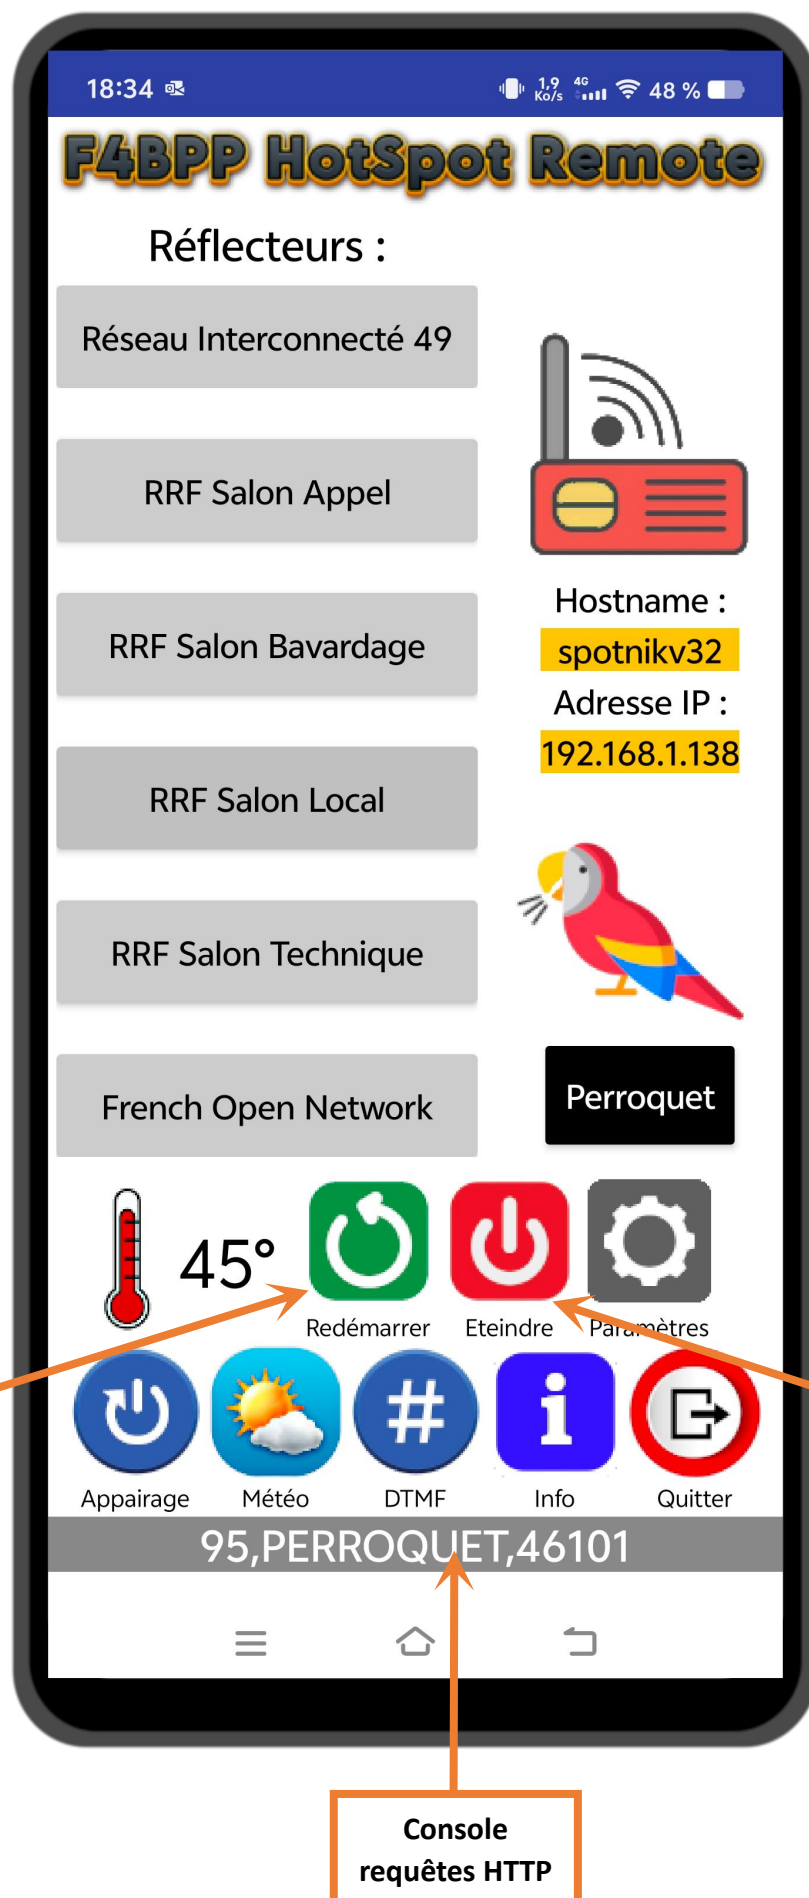 18:34
1,9 Ko/s 4G 48 %
F4BPP HotSpot Remote
Réflecteurs :
Réseau Interconnecté 49
RRF Salon Appel
RRF Salon Bavardage
Hostname :
spotnikv32
Adresse IP :
192.168.1.138
RRF Salon Local
RRF Salon Technique
French Open Network
Perroquet
45°
Redémarrer
Eteindre
Paramètres
#
i
Appairage
Météo
DTMF
Info
Quitter
95,PERROQUET,46101
Console
requêtes HTTP